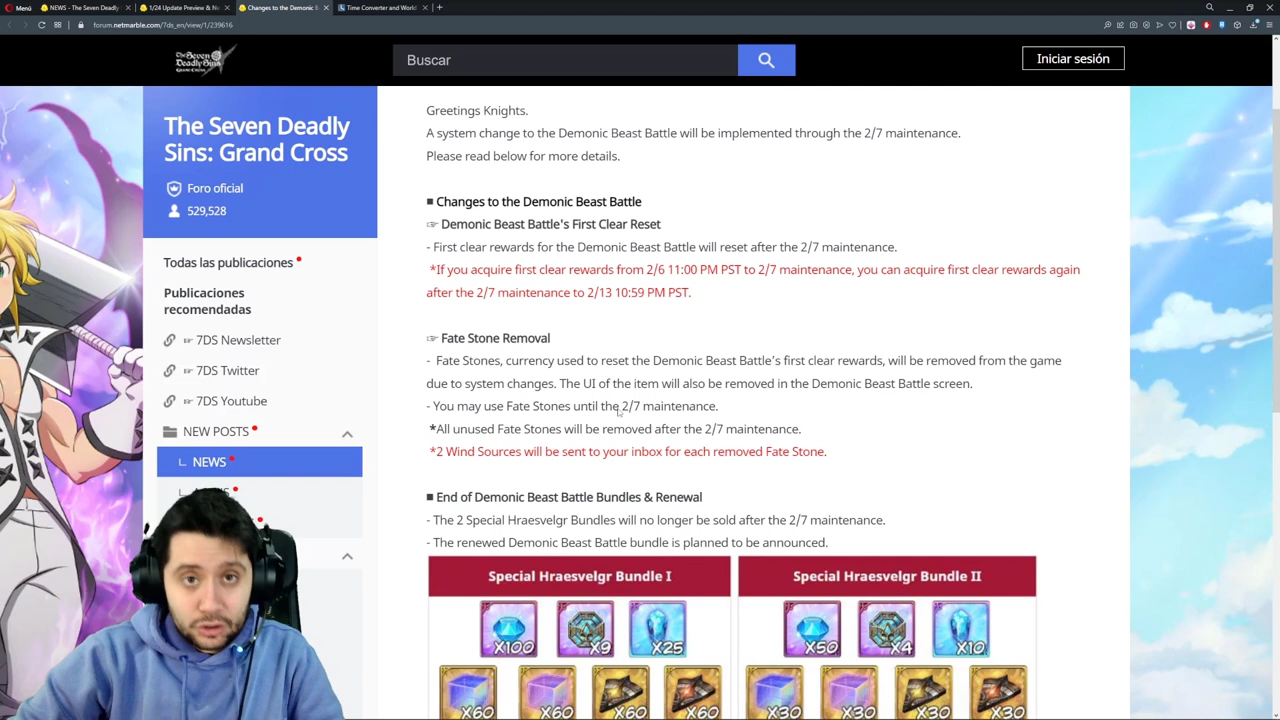 Menú
NEWS - The Seven Deadly
1/24 Update Preview & Ne
Changes to the Demonic B
Time Converter and World
forum.netmarble.com/7ds_en/view/1/239616
The Seven
Deadly Sins
GRAND CROSS
Buscar
Iniciar sesión
The Seven Deadly
Sins: Grand Cross
Foro oficial
529,528
Todas las publicaciones
Publicaciones
recomendadas
☞ 7DS Newsletter
☞ 7DS Twitter
☞ 7DS Youtube
NEW POSTS
NEWS
Greetings Knights.
A system change to the Demonic Beast Battle will be implemented through the 2/7 maintenance.
Please read below for more details.
■ Changes to the Demonic Beast Battle
☞ Demonic Beast Battle's First Clear Reset
- First clear rewards for the Demonic Beast Battle will reset after the 2/7 maintenance.
*If you acquire first clear rewards from 2/6 11:00 PM PST to 2/7 maintenance, you can acquire first clear rewards again
after the 2/7 maintenance to 2/13 10:59 PM PST.
☞ Fate Stone Removal
- Fate Stones, currency used to reset the Demonic Beast Battle's first clear rewards, will be removed from the game
due to system changes. The UI of the item will also be removed in the Demonic Beast Battle screen.
- You may use Fate Stones until the 2/7 maintenance.
*All unused Fate Stones will be removed after the 2/7 maintenance.
*2 Wind Sources will be sent to your inbox for each removed Fate Stone.
■ End of Demonic Beast Battle Bundles & Renewal
- The 2 Special Hraesvelgr Bundles will no longer be sold after the 2/7 maintenance.
- The renewed Demonic Beast Battle bundle is planned to be announced.
Special Hraesvelgr Bundle I
Special Hraesvelgr Bundle II
X100 X9 X25
X50 X4 X10
X60 X60 X60 X60
X30 X30 X30 X30